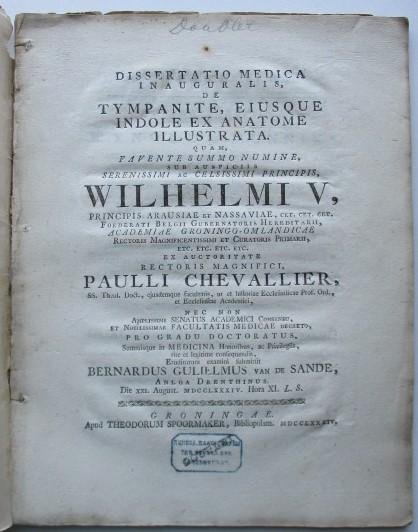 Doublet
DISSERTATIO MEDICA
INAUGURALIS,
DE
TYMPANITE, EIUSQUE
INDOLE EX ANATOME
ILLUSTRATA.
QUAM,
FAVENTE SUMMO NUMINE,
SUB AUSPICIIS
SERENISSIMI AC CELSISSIMI PRINCIPIS,
WILHELMI V,
PRINCIPIS ARAUSIAE ET NASSAVIAE, CET. CET. CET.
FOEDERATI BELGII GUBERNATORIS HEREDITARII,
ACADEMIAE GRONINGO-OMLANDICAE
RECTORIS MAGNIFICENTISSIMI ET CURATORIS PRIMARII,
ETC. ETC. ETC. ETC.
EX AUCTORITATE
RECTORIS MAGNIFICI,
PAULLI CHEVALLIER,
SS. Theol. Doct., ejusdemque facultatis, ut et historiae Ecclesiasticae Prof. Ord.,
et Ecclesiastae Academici,
NEC NON
AMPLISSIMI SENATUS ACADEMICI CONSENSU,
ET NOBILISSIMAE FACULTATIS MEDICAE DECRETO,
PRO GRADU DOCTORATUS,
Summisque in MEDICINA Honoribus, ac Privilegiis,
rite et legitime consequendis,
Eruditorum examini submittit
BERNARDUS GULIELMUS VAN DE SANDE,
ANLOA DRENTHINUS.
Die XXI. August. MDCCLXXXIV. Hora XI. L. S.
GRONINGAE,
Apud THEODORUM SPOORMAKER, Bibliopolam. MDCCLXXXIV.